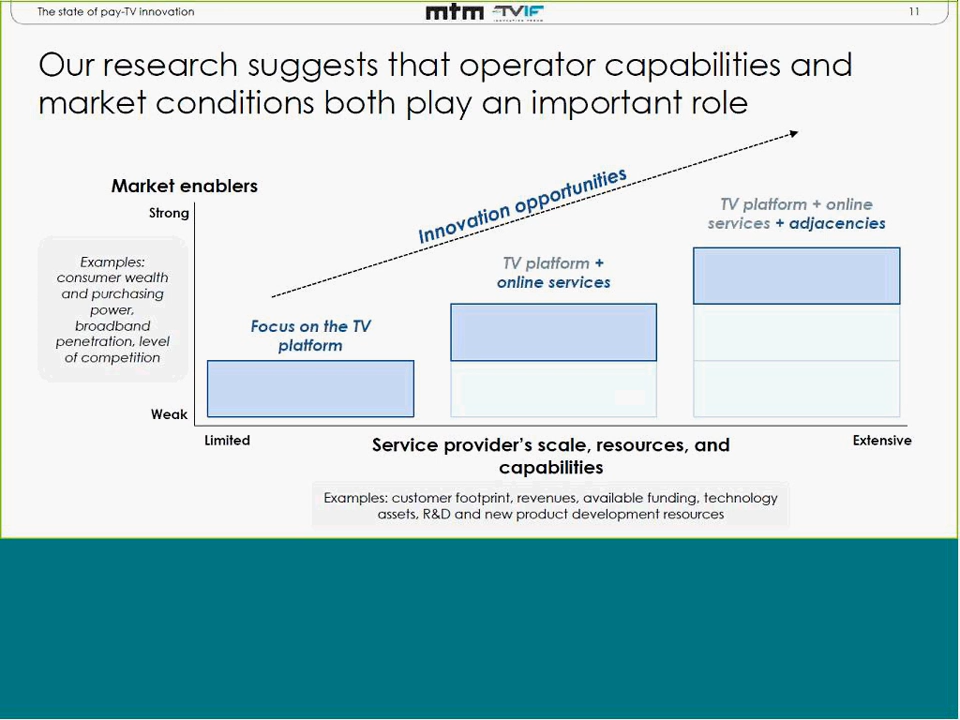 The state of pay-TV innovation
mtm TVIF
11
Our research suggests that operator capabilities and
market conditions both play an important role
Market enablers
Strong
Innovation opportunities
Examples:
consumer wealth
and purchasing
power,
broadband
penetration, level
of competition
Focus on the TV
platform
TV platform +
online services
TV platform + online
services + adjacencies
Weak
Limited
Extensive
Service provider's scale, resources, and
capabilities
Examples: customer footprint, revenues, available funding, technology
assets, R&D and new product development resources